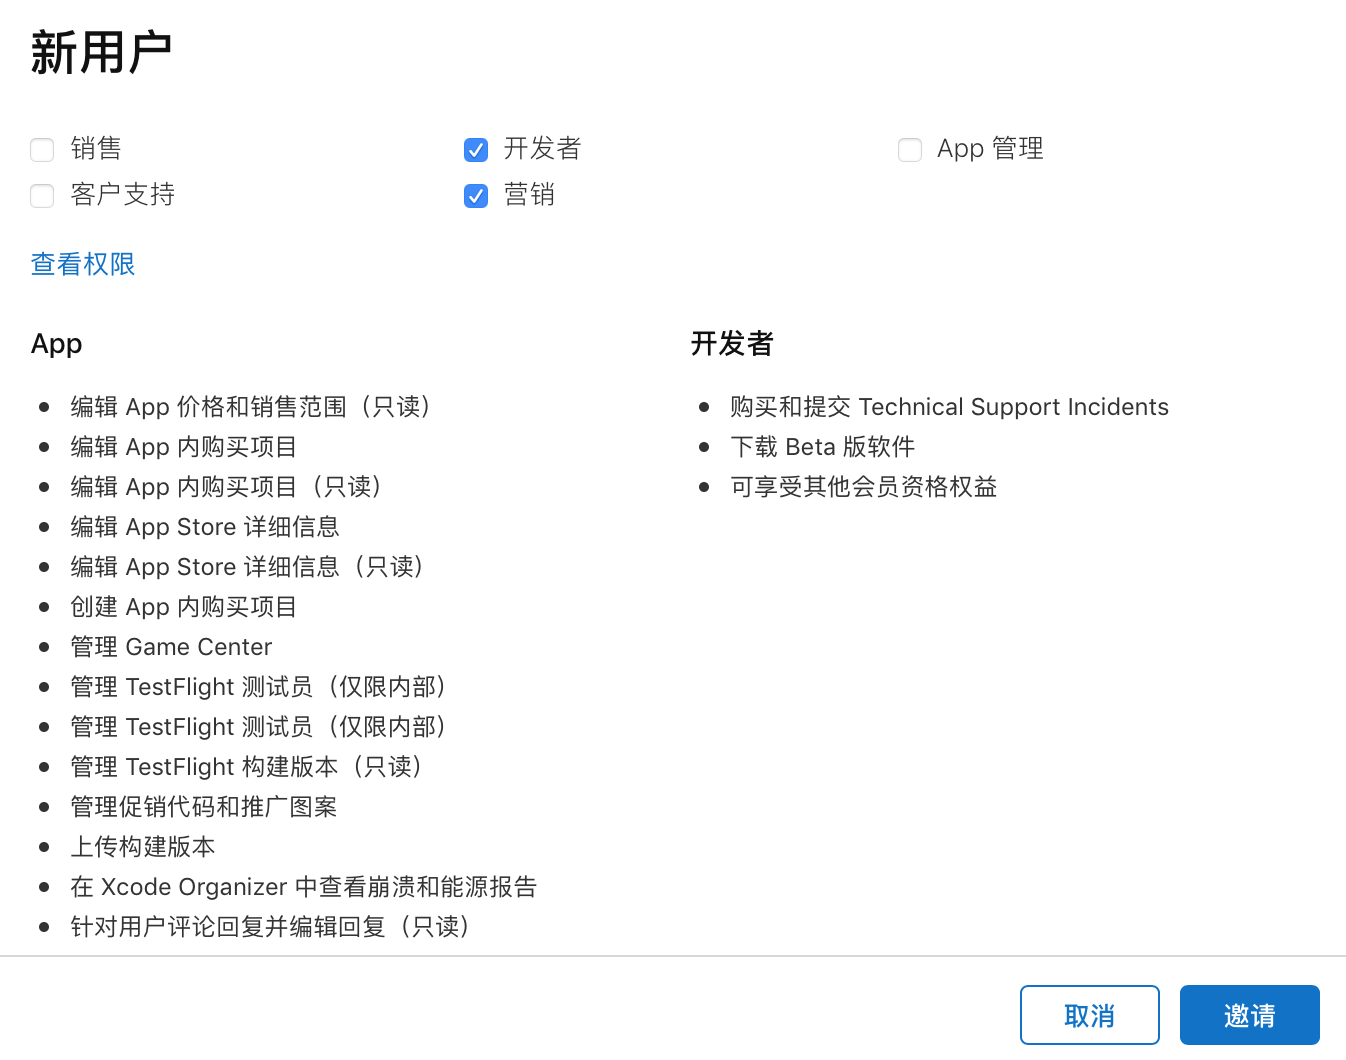 新用户
销售
开发者
App 管理
客户支持
营销
查看权限
App
编辑 App 价格和销售范围（只读）
编辑 App 内购买项目
编辑 App 内购买项目（只读）
编辑 App Store 详细信息
编辑 App Store 详细信息（只读）
创建 App 内购买项目
管理 Game Center
管理 TestFlight 测试员（仅限内部）
管理 TestFlight 测试员（仅限内部）
管理 TestFlight 构建版本（只读）
管理促销代码和推广图案
上传构建版本
在 Xcode Organizer 中查看崩溃和能源报告
针对用户评论回复并编辑回复（只读）
开发者
购买和提交 Technical Support Incidents
下载 Beta 版软件
可享受其他会员资格权益
取消
邀请